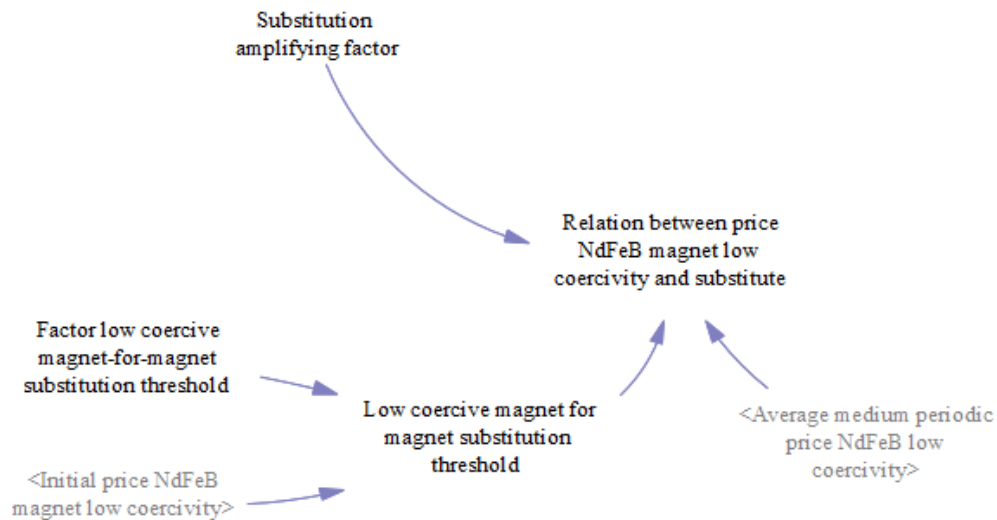 Substitution
amplifying factor
Relation between price
NdFeB magnet low
coercivity and substitute
Factor low coercive
magnet-for-magnet
substitution threshold
Low coercive magnet for
magnet substitution
threshold
<Average medium periodic
price NdFeB low
coercivity>
<Initial price NdFeB
magnet low coercivity>